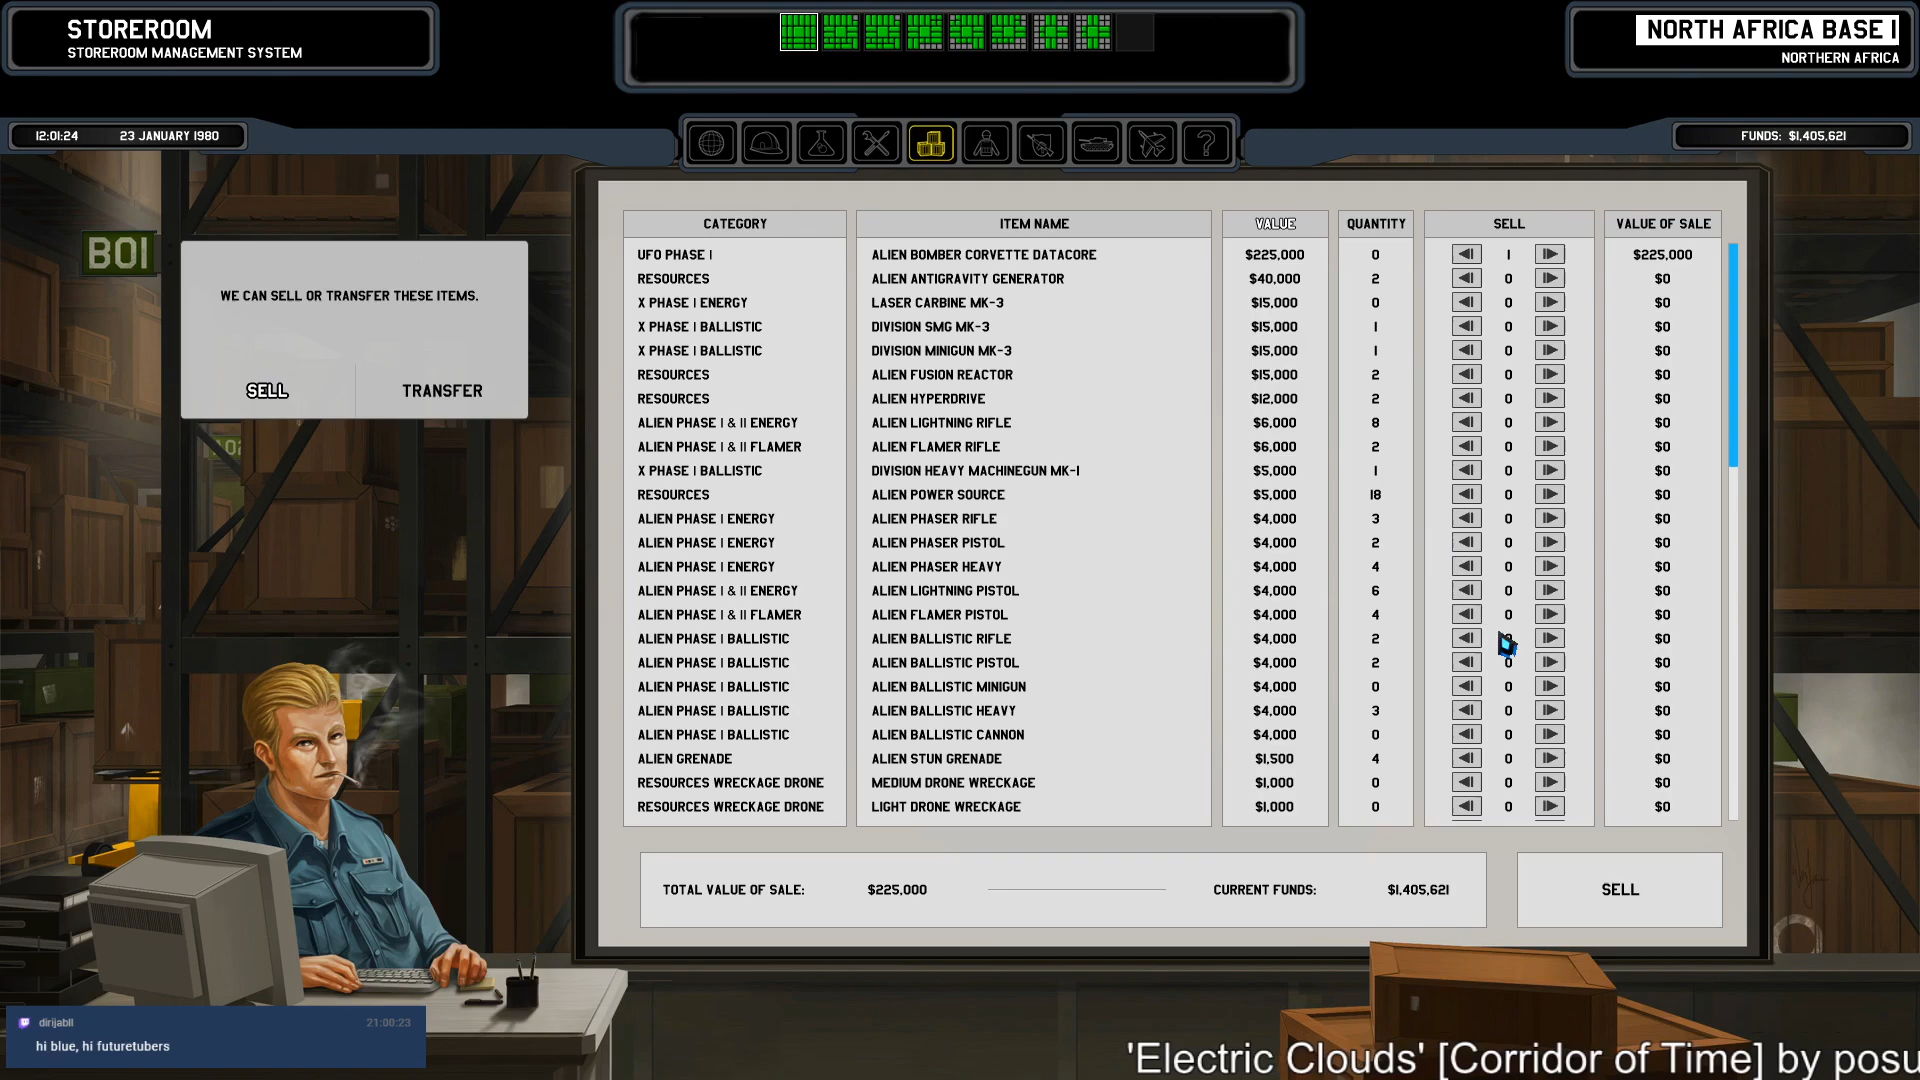 STOREROOM
STOREROOM MANAGEMENT SYSTEM
NORTH AFRICA BASE 1
NORTHERN AFRICA
12:01:24 23 JANUARY 1980
FUNDS: $1,405,621
B01
WE CAN SELL OR TRANSFER THESE ITEMS.
SELL TRANSFER
CATEGORY ITEM NAME VALUE QUANTITY SELL VALUE OF SALE
UFO PHASE I ALIEN BOMBER CORVETTE DATACORE $225,000 0 1 $225,000
RESOURCES ALIEN ANTIGRAVITY GENERATOR $40,000 2 0 $0
X PHASE I ENERGY LASER CARBINE MK-3 $15,000 0 0 $0
X PHASE I BALLISTIC DIVISION SMG MK-3 $15,000 1 0 $0
X PHASE I BALLISTIC DIVISION MINIGUN MK-3 $15,000 1 0 $0
RESOURCES ALIEN FUSION REACTOR $15,000 2 0 $0
RESOURCES ALIEN HYPERDRIVE $12,000 2 0 $0
ALIEN PHASE I & II ENERGY ALIEN LIGHTNING RIFLE $6,000 8 0 $0
ALIEN PHASE I & II FLAMER ALIEN FLAMER RIFLE $6,000 2 0 $0
X PHASE I BALLISTIC DIVISION HEAVY MACHINEGUN MK-1 $5,000 1 0 $0
RESOURCES ALIEN POWER SOURCE $5,000 18 0 $0
ALIEN PHASE I ENERGY ALIEN PHASER RIFLE $4,000 3 0 $0
ALIEN PHASE I ENERGY ALIEN PHASER PISTOL $4,000 2 0 $0
ALIEN PHASE I ENERGY ALIEN PHASER HEAVY $4,000 4 0 $0
ALIEN PHASE I & II ENERGY ALIEN LIGHTNING PISTOL $4,000 6 0 $0
ALIEN PHASE I & II FLAMER ALIEN FLAMER PISTOL $4,000 4 0 $0
ALIEN PHASE I BALLISTIC ALIEN BALLISTIC RIFLE $4,000 2 $0
ALIEN PHASE I BALLISTIC ALIEN BALLISTIC PISTOL $4,000 2 0 $0
ALIEN PHASE I BALLISTIC ALIEN BALLISTIC MINIGUN $4,000 0 0 $0
ALIEN PHASE I BALLISTIC ALIEN BALLISTIC HEAVY $4,000 3 0 $0
ALIEN PHASE I BALLISTIC ALIEN BALLISTIC CANNON $4,000 0 0 $0
ALIEN GRENADE ALIEN STUN GRENADE $1,500 4 0 $0
RESOURCES WRECKAGE DRONE MEDIUM DRONE WRECKAGE $1,000 0 0 $0
RESOURCES WRECKAGE DRONE LIGHT DRONE WRECKAGE $1,000 0 0 $0
TOTAL VALUE OF SALE: $225,000 CURRENT FUNDS: $1,405,621 SELL
dirijabll 21:00:23
hi blue, hi futuretubers
'Electric Clouds' [Corridor of Time] by posu